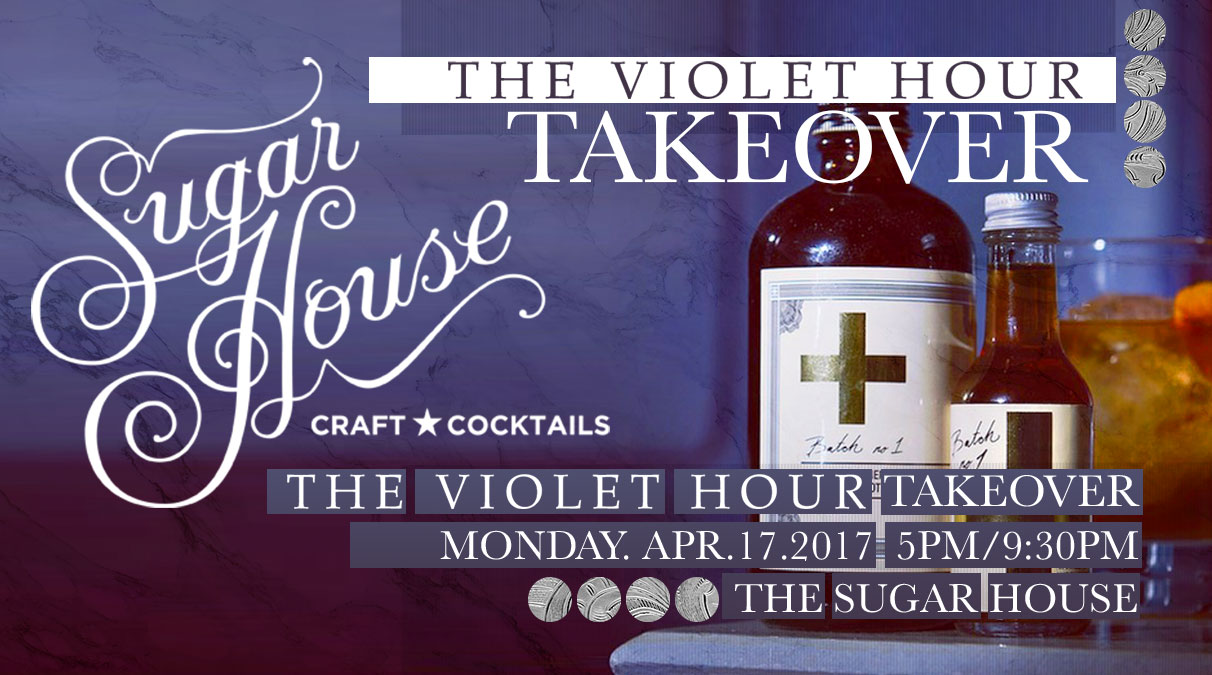 THE VIOLET HOUR
TAKEOVER
Sugar
House
CRAFT ★ COCKTAILS
Batch no 1
Batch
no 1
THE VIOLET HOUR TAKEOVER
MONDAY. APR.17.2017 5PM/9:30PM
THE SUGAR HOUSE